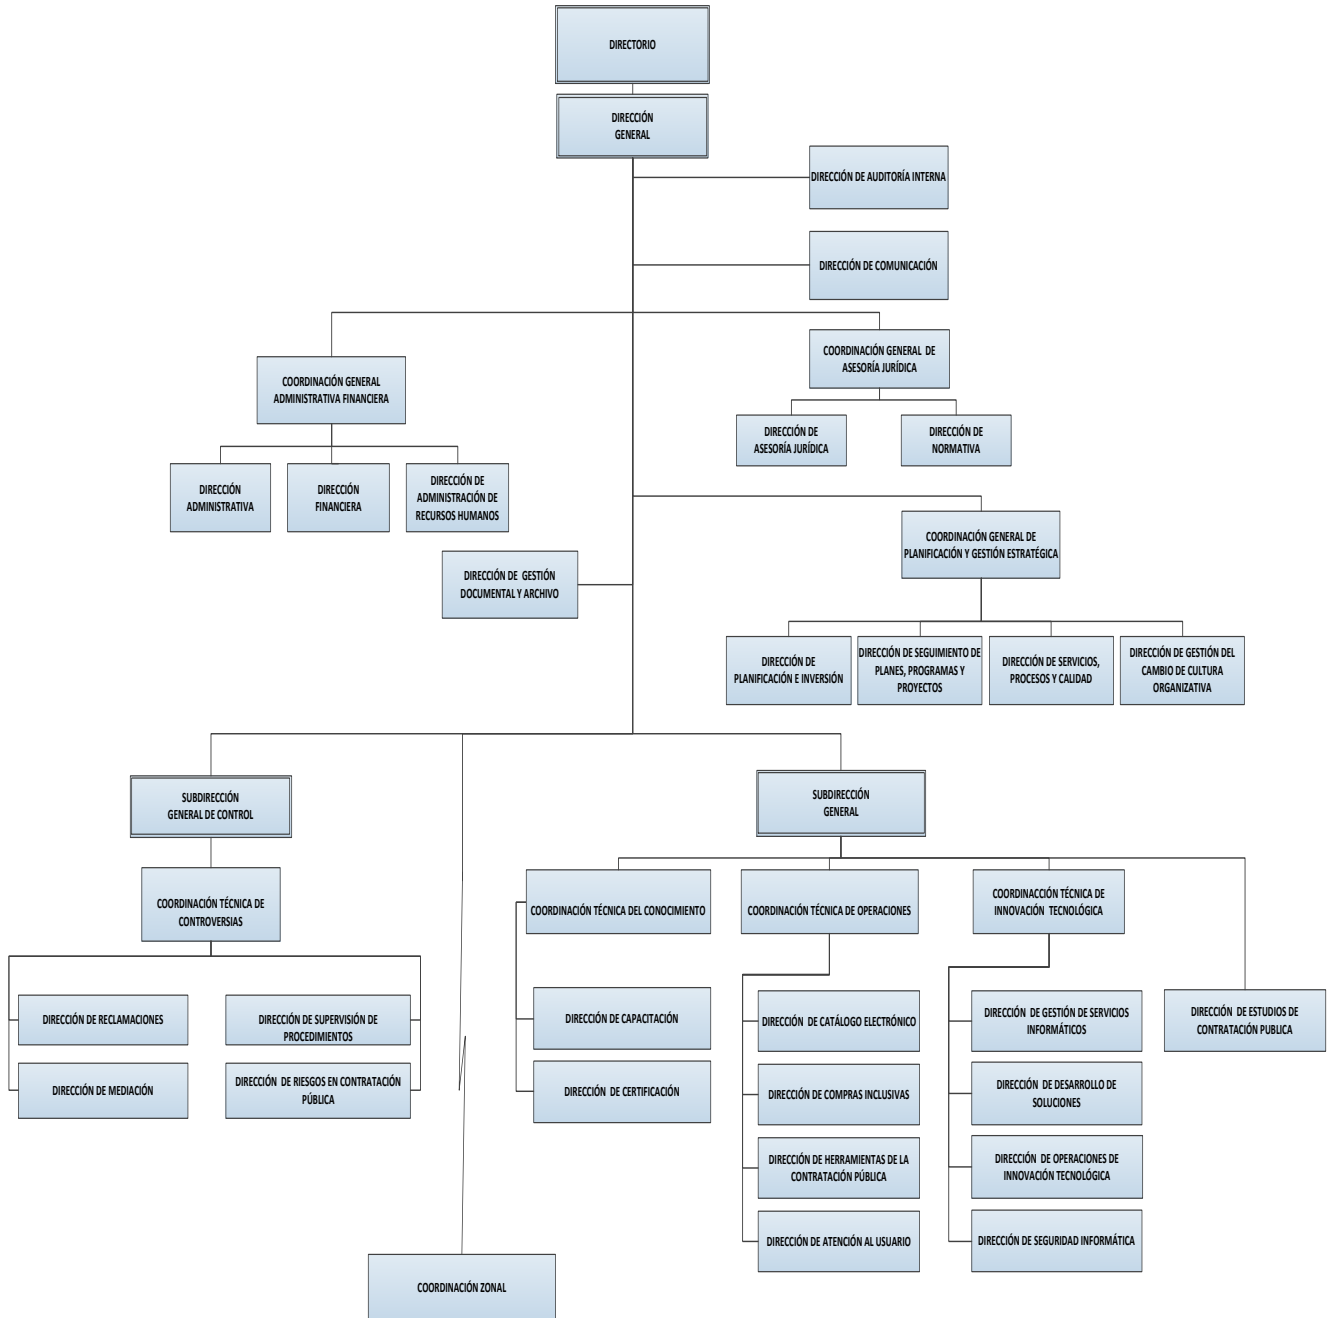 DIRECTORIO
DIRECCIÓN
GENERAL
DIRECCIÓN DE AUDITORÍA INTERNA
DIRECCIÓN DE COMUNICACIÓN
COORDINACIÓN GENERAL DE
ASESORÍA JURÍDICA
COORDINACIÓN GENERAL
ADMINISTRATIVA FINANCIERA
DIRECCIÓN DE
ASESORÍA JURÍDICA
DIRECCIÓN DE
NORMATIVA
DIRECCIÓN
ADMINISTRATIVA
DIRECCIÓN
FINANCIERA
DIRECCIÓN DE
ADMINISTRACIÓN DE
RECURSOS HUMANOS
COORDINACIÓN GENERAL DE
PLANIFICACIÓN Y GESTIÓN ESTRATÉGICA
DIRECCIÓN DE GESTIÓN
DOCUMENTAL Y ARCHIVO
DIRECCIÓN DE
PLANIFICACIÓN E INVERSIÓN
DIRECCIÓN DE SEGUIMIENTO DE
PLANES, PROGRAMAS Y
PROYECTOS
DIRECCIÓN DE SERVICIOS,
PROCESOS Y CALIDAD
DIRECCIÓN DE GESTIÓN DEL
CAMBIO DE CULTURA
ORGANIZATIVA
SUBDIRECCIÓN
GENERAL DE CONTROL
SUBDIRECCIÓN
GENERAL
COORDINACIÓN TÉCNICA DE
CONTROVERSIAS
COORDINACIÓN TÉCNICA DEL CONOCIMIENTO
COORDINACIÓN TÉCNICA DE OPERACIONES
COORDINACCIÓN TÉCNICA DE
INNOVACIÓN TECNOLÓGICA
DIRECCIÓN DE RECLAMACIONES
DIRECCIÓN DE SUPERVISIÓN DE
PROCEDIMIENTOS
DIRECCIÓN DE MEDIACIÓN
DIRECCIÓN DE RIESGOS EN CONTRATACIÓN
PÚBLICA
DIRECCIÓN DE CAPACITACIÓN
DIRECCIÓN DE CERTIFICACIÓN
DIRECCIÓN DE CATÁLOGO ELECTRÓNICO
DIRECCIÓN DE COMPRAS INCLUSIVAS
DIRECCIÓN DE HERRAMIENTAS DE LA
CONTRATACIÓN PÚBLICA
DIRECCIÓN DE ATENCIÓN AL USUARIO
DIRECCIÓN DE GESTIÓN DE SERVICIOS
INFORMÁTICOS
DIRECCIÓN DE DESARROLLO DE
SOLUCIONES
DIRECCIÓN DE OPERACIONES DE
INNOVACIÓN TECNOLÓGICA
DIRECCIÓN DE SEGURIDAD INFORMÁTICA
DIRECCIÓN DE ESTUDIOS DE
CONTRATACIÓN PUBLICA
COORDINACIÓN ZONAL